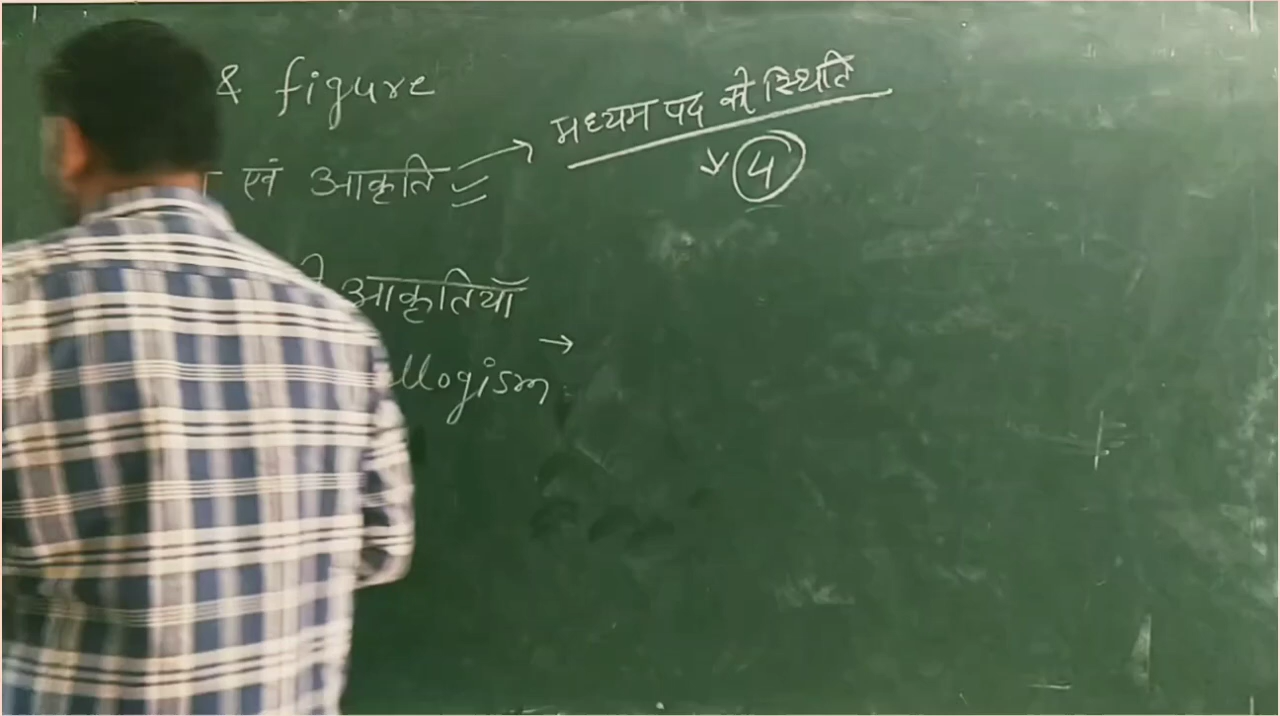 & figure
एवं आकृति → मध्यम पद की स्थिति
4
आकृतियाँ
llogism →